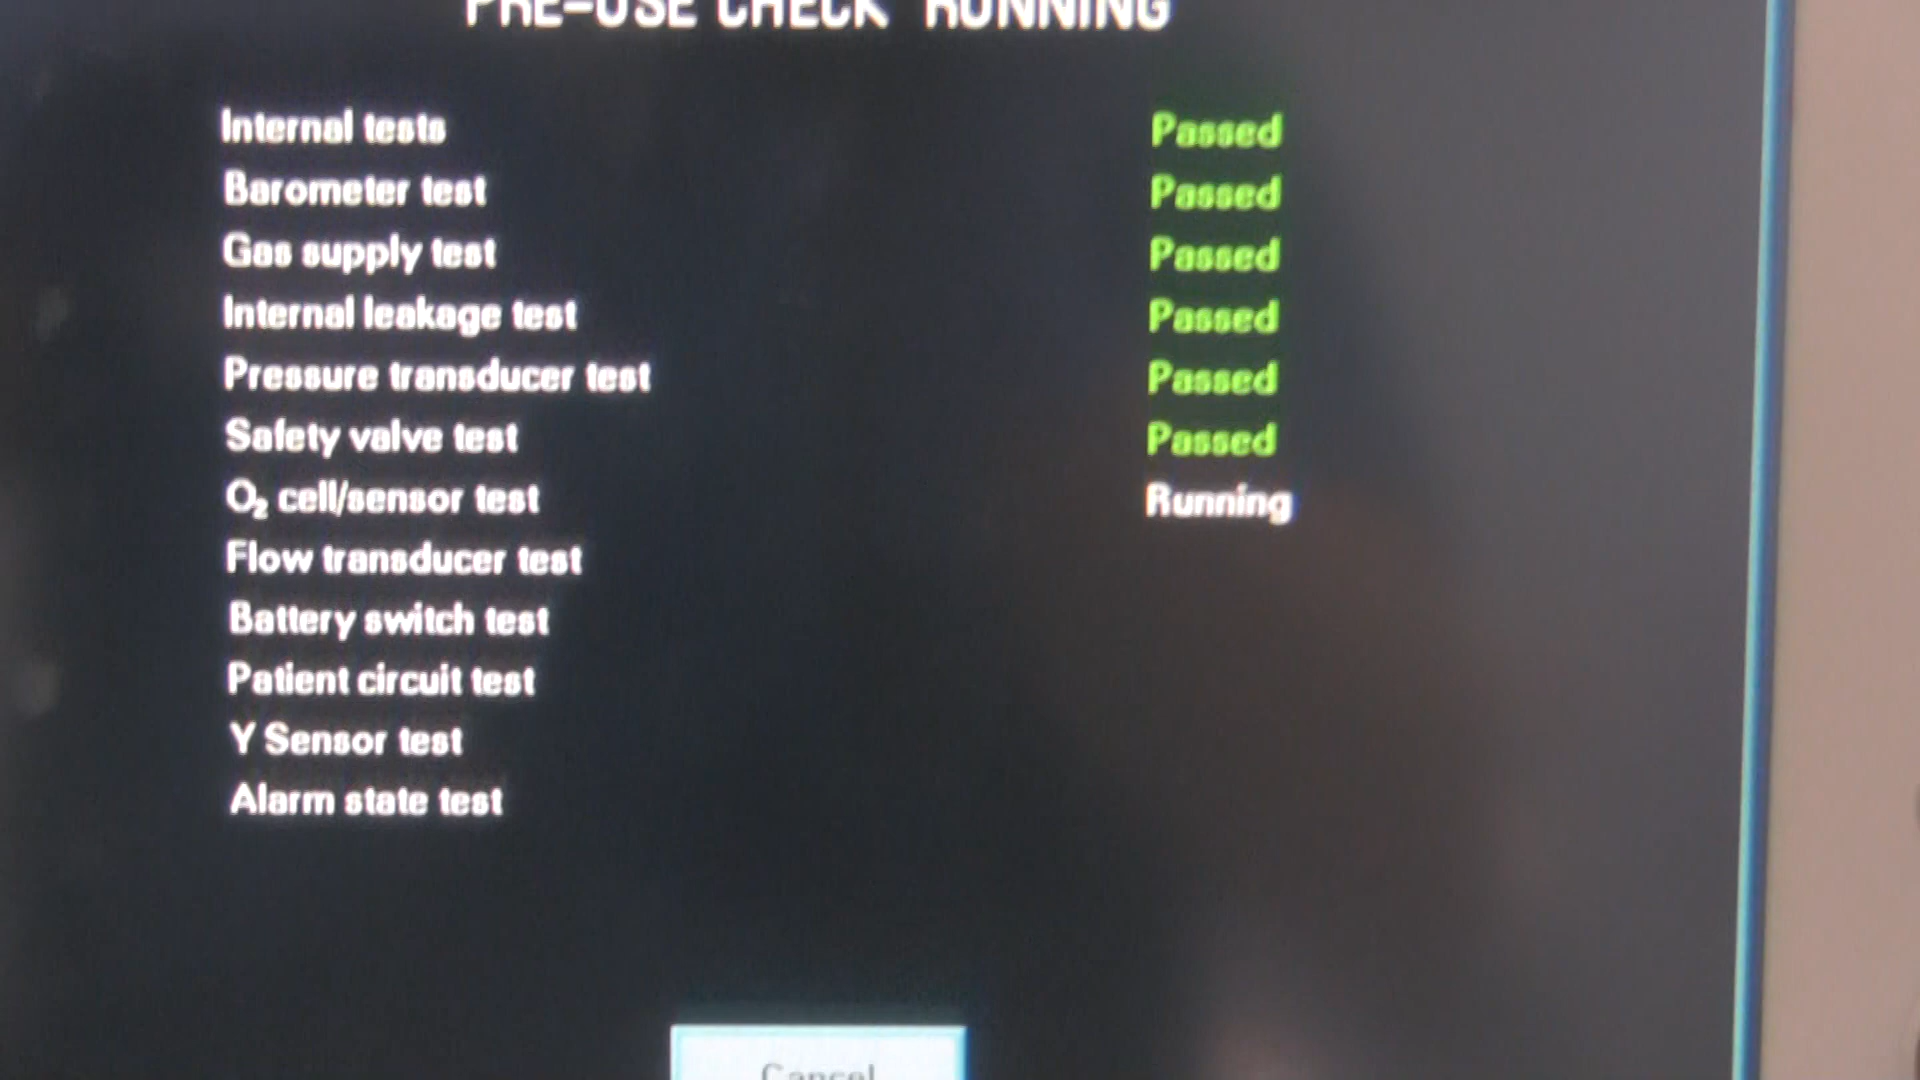 PRE-USE CHECK RUNNING
Internal tests Passed
Barometer test Passed
Gas supply test Passed
Internal leakage test Passed
Pressure transducer test Passed
Safety valve test Passed
O₂ cell/sensor test Running
Flow transducer test
Battery switch test
Patient circuit test
Y Sensor test
Alarm state test
Cancel